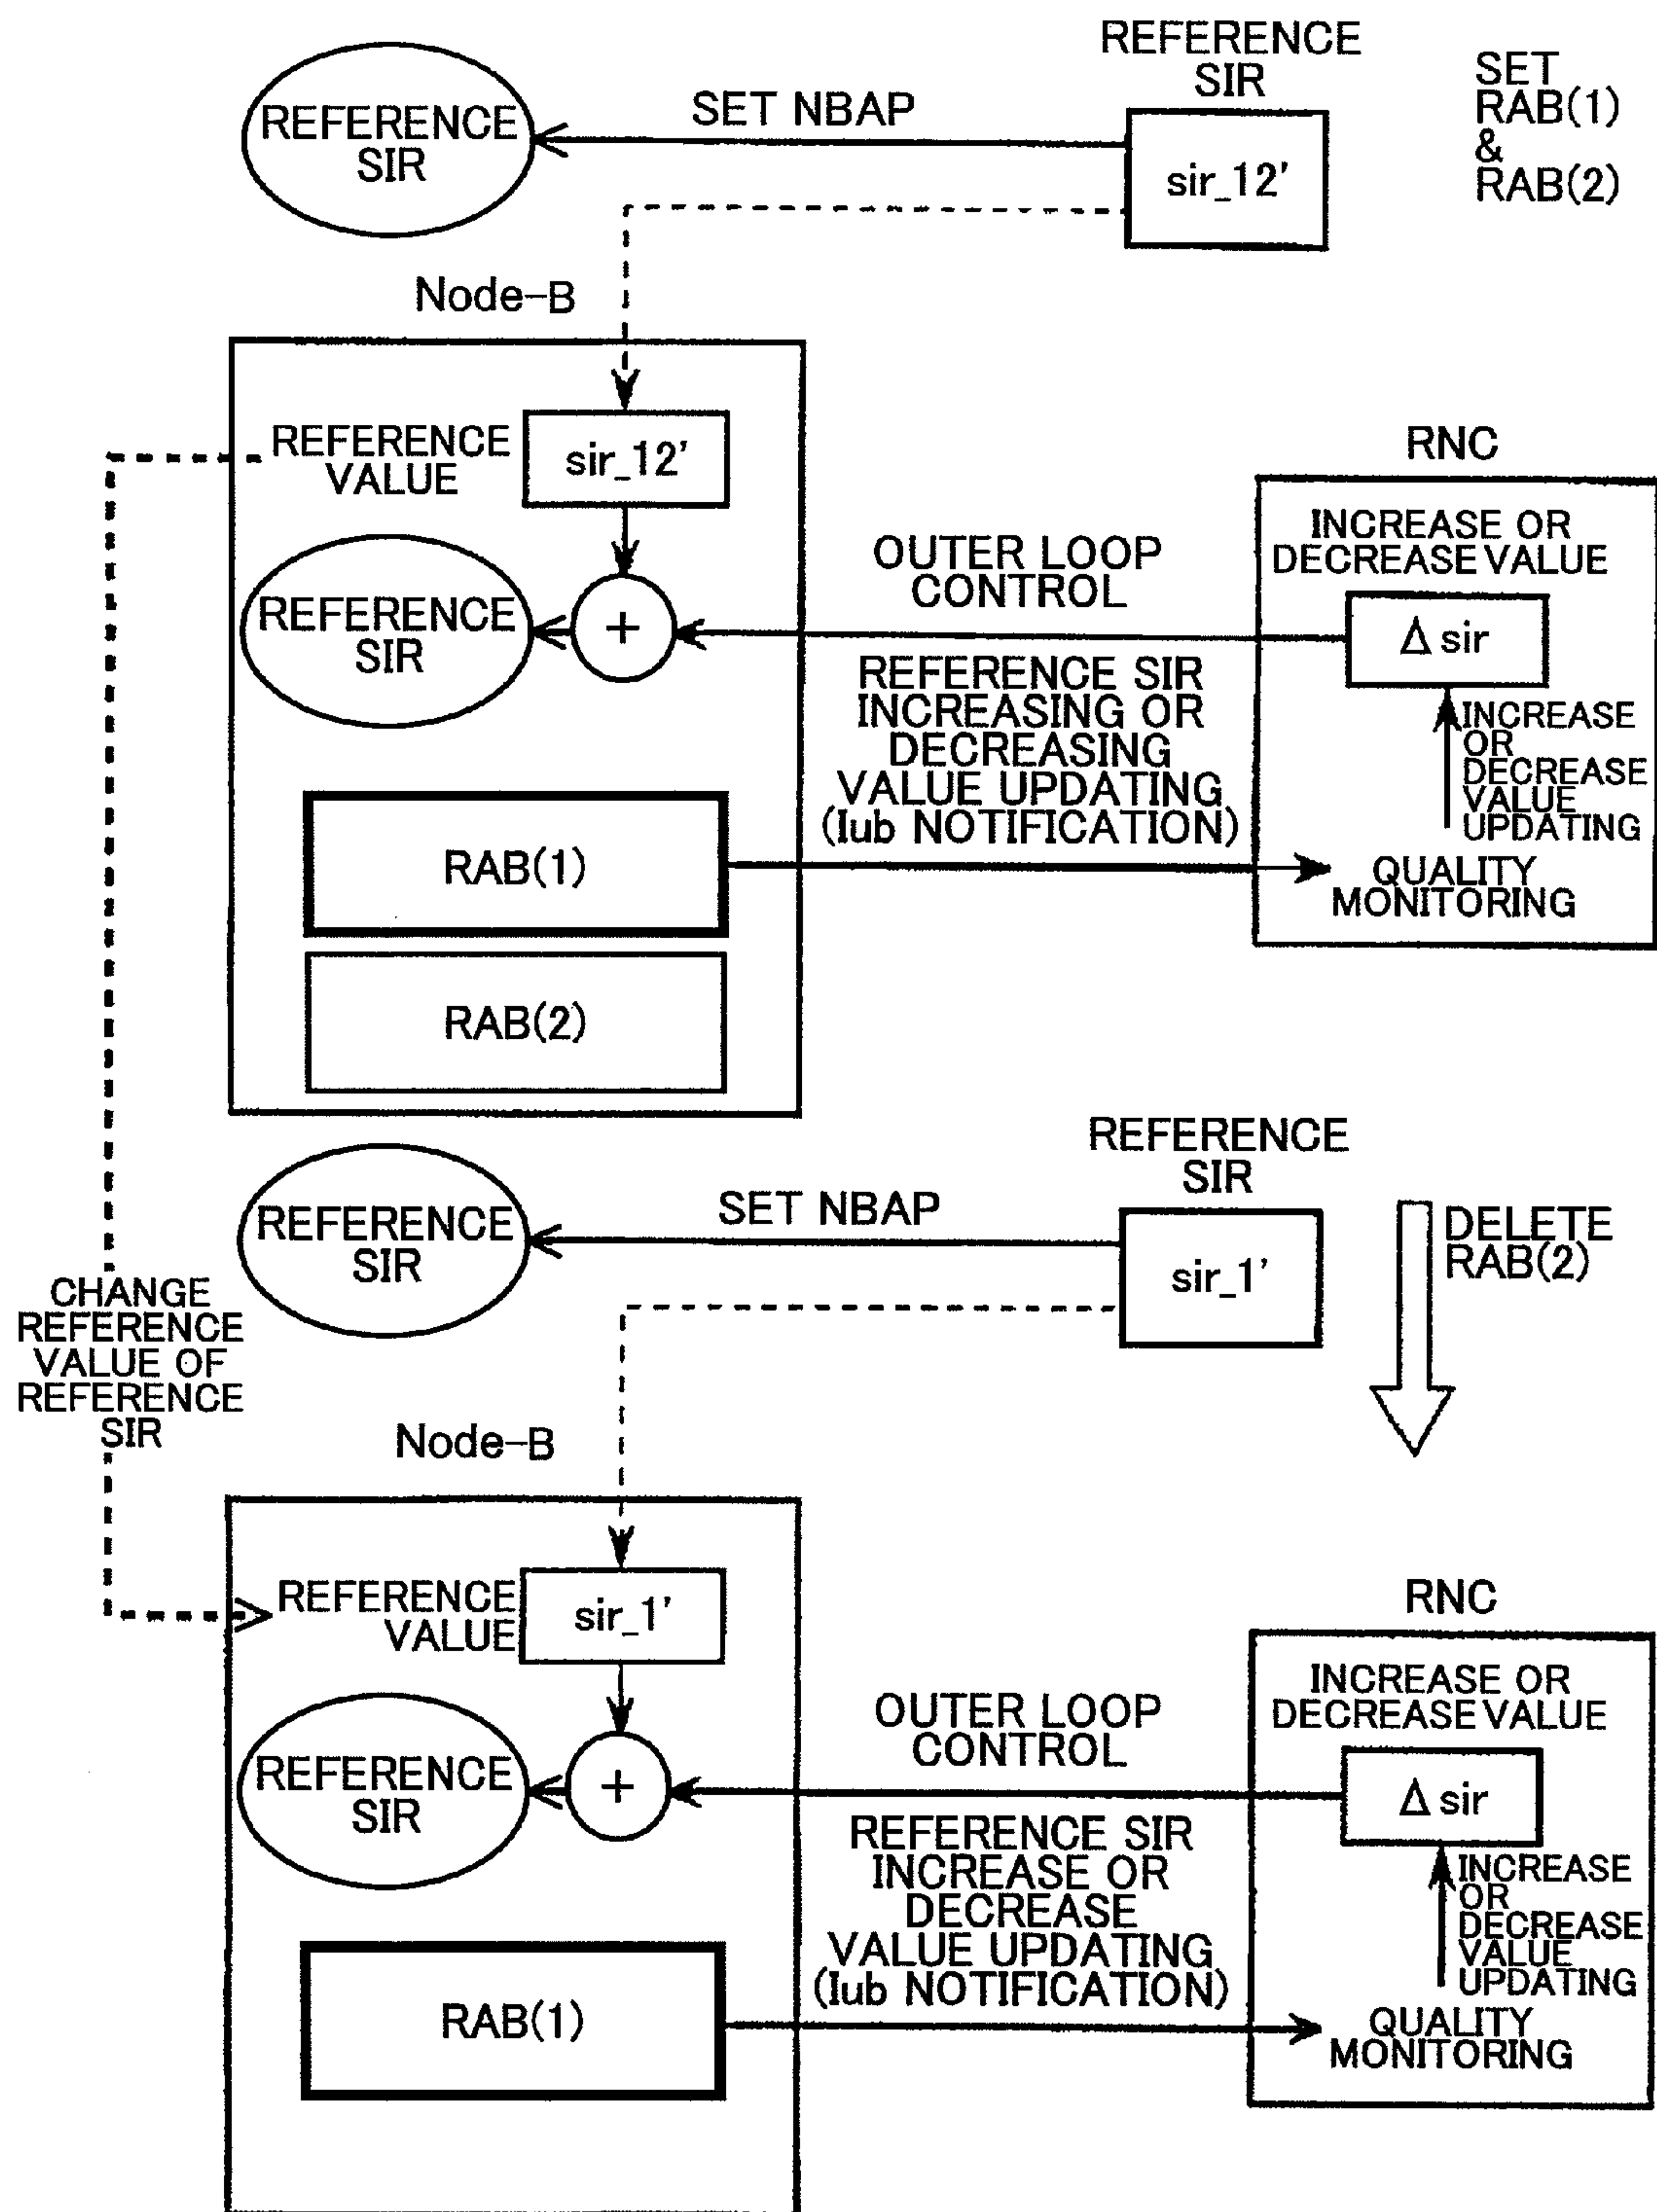 REFERENCE
SIR
SET
RAB(1)
&
RAB(2)
SET NBAP
REFERENCE
SIR
sir_12'
Node-B
REFERENCE
VALUE
sir_12'
RNC
INCREASE OR
DECREASE VALUE
OUTER LOOP
CONTROL
REFERENCE
SIR
+
Δ sir
REFERENCE SIR
INCREASING OR
DECREASING
VALUE UPDATING
(Iub NOTIFICATION)
INCREASE
OR
DECREASE
VALUE
UPDATING
RAB(1)
QUALITY
MONITORING
RAB(2)
REFERENCE
SIR
SET NBAP
REFERENCE
SIR
sir_1'
DELETE
RAB(2)
CHANGE
REFERENCE
VALUE OF
REFERENCE
SIR
Node-B
REFERENCE
VALUE
sir_1'
RNC
INCREASE OR
DECREASE VALUE
OUTER LOOP
CONTROL
REFERENCE
SIR
+
Δ sir
REFERENCE SIR
INCREASE OR
DECREASE
VALUE UPDATING
(Iub NOTIFICATION)
INCREASE
OR
DECREASE
VALUE
UPDATING
RAB(1)
QUALITY
MONITORING